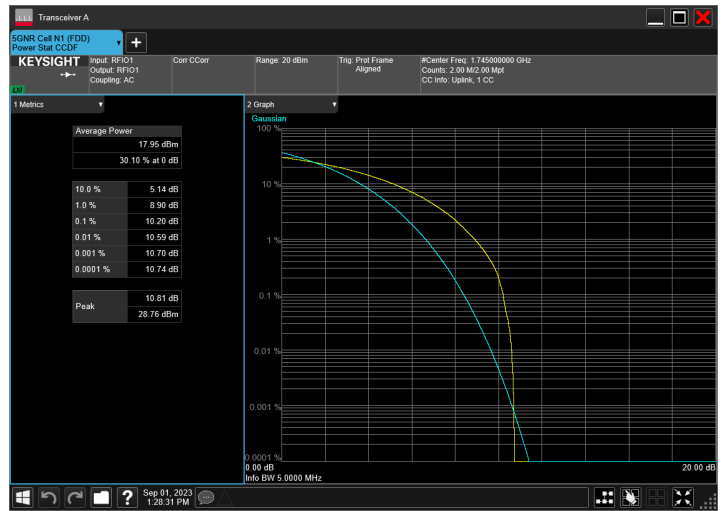 Transceiver A
5GNR Cell N1 (FDD)
Power Stat CCDF
KEYSIGHT
Input: RFIO1
Output: RFIO1
Coupling: AC
Corr CCorr
Range: 20 dBm
Trig: Prot Frame
Aligned
#Center Freq: 1.745000000 GHz
Counts: 2.00 M/2.00 Mpt
CC Info: Uplink, 1 CC
LXI
1 Metrics
Average Power
17.95 dBm
30.10 % at 0 dB
10.0 % 5.14 dB
1.0 % 8.90 dB
0.1 % 10.20 dB
0.01 % 10.59 dB
0.001 % 10.70 dB
0.0001 % 10.74 dB
Peak
10.81 dB
28.76 dBm
2 Graph
Gaussian
100 %
10 %
1 %
0.1 %
0.01 %
0.001 %
0.0001 %
0.00 dB
20.00 dB
Info BW 5.0000 MHz
?
Sep 01, 2023
1:28:31 PM